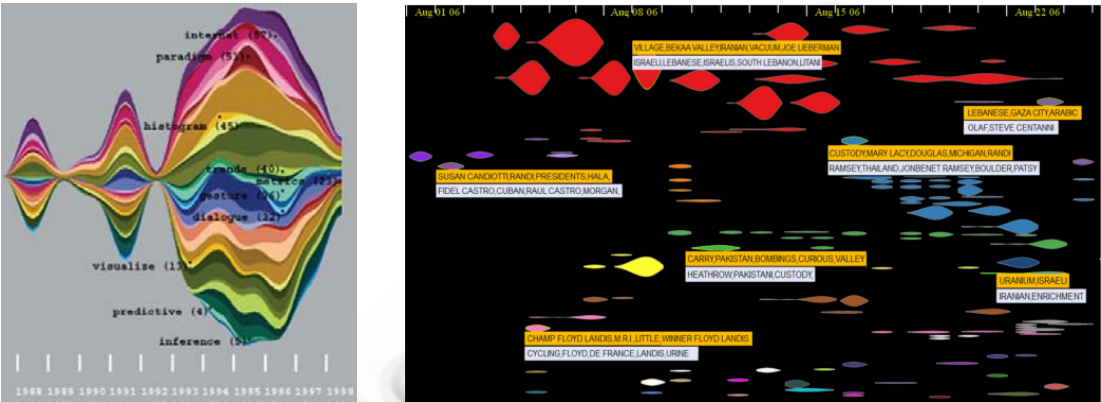 internet (57).
paradigm (53).
histogram (45).
trends (40).
metrics (23)
gesture (36)
dialogue (32)
visualize (13)
predictive (4)
inference (5)
1988 1989 1990 1991 1992 1993 1994 1995 1996 1997 1998
Aug 01 06 Aug 08 06 Aug 15 06 Aug 22 06
VILLAGE,BEKAA VALLEY,IRANIAN,VACUUM,JOE LIEBERMAN
ISRAELI,LEBANESE,ISRAELIS,SOUTH LEBANON,LITANI
LEBANESE,GAZA CITY,ARABIC
OLAF,STEVE CENTANNI
CUSTODY,MARY LACY,DOUGLAS,MICHIGAN,RANDI
RAMSEY,THAILAND,JONBENET RAMSEY,BOULDER,PATSY
SUSAN CANDIOTTI,RANDI,PRESIDENTS,HALA,
FIDEL CASTRO,CUBAN,RAUL CASTRO,MORGAN,
CARRY,PAKISTAN,BOMBINGS,CURIOUS,VALLEY
HEATHROW,PAKISTANI,CUSTODY,
URANIUM,ISRAELI
IRANIAN,ENRICHMENT
CHAMP FLOYD LANDIS,M.R.I.,LITTLE,WINNER FLOYD LANDIS
CYCLING,FLOYD,DE FRANCE,LANDIS,URINE